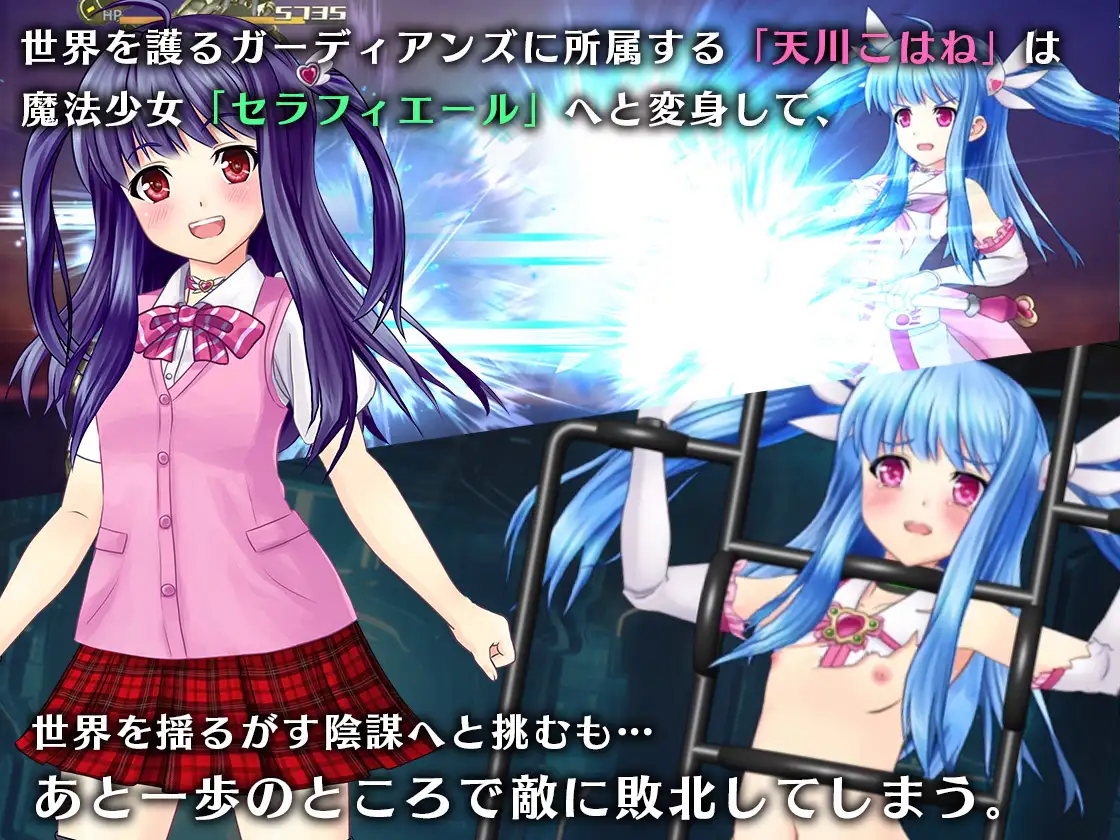 HP 5735
世界を護るガーディアンズに所属する「天川こはね」は
魔法少女「セラフィエール」へと変身して、
世界を揺るがす陰謀へと挑むも…
あと一歩のところで敵に敗北してしまう。